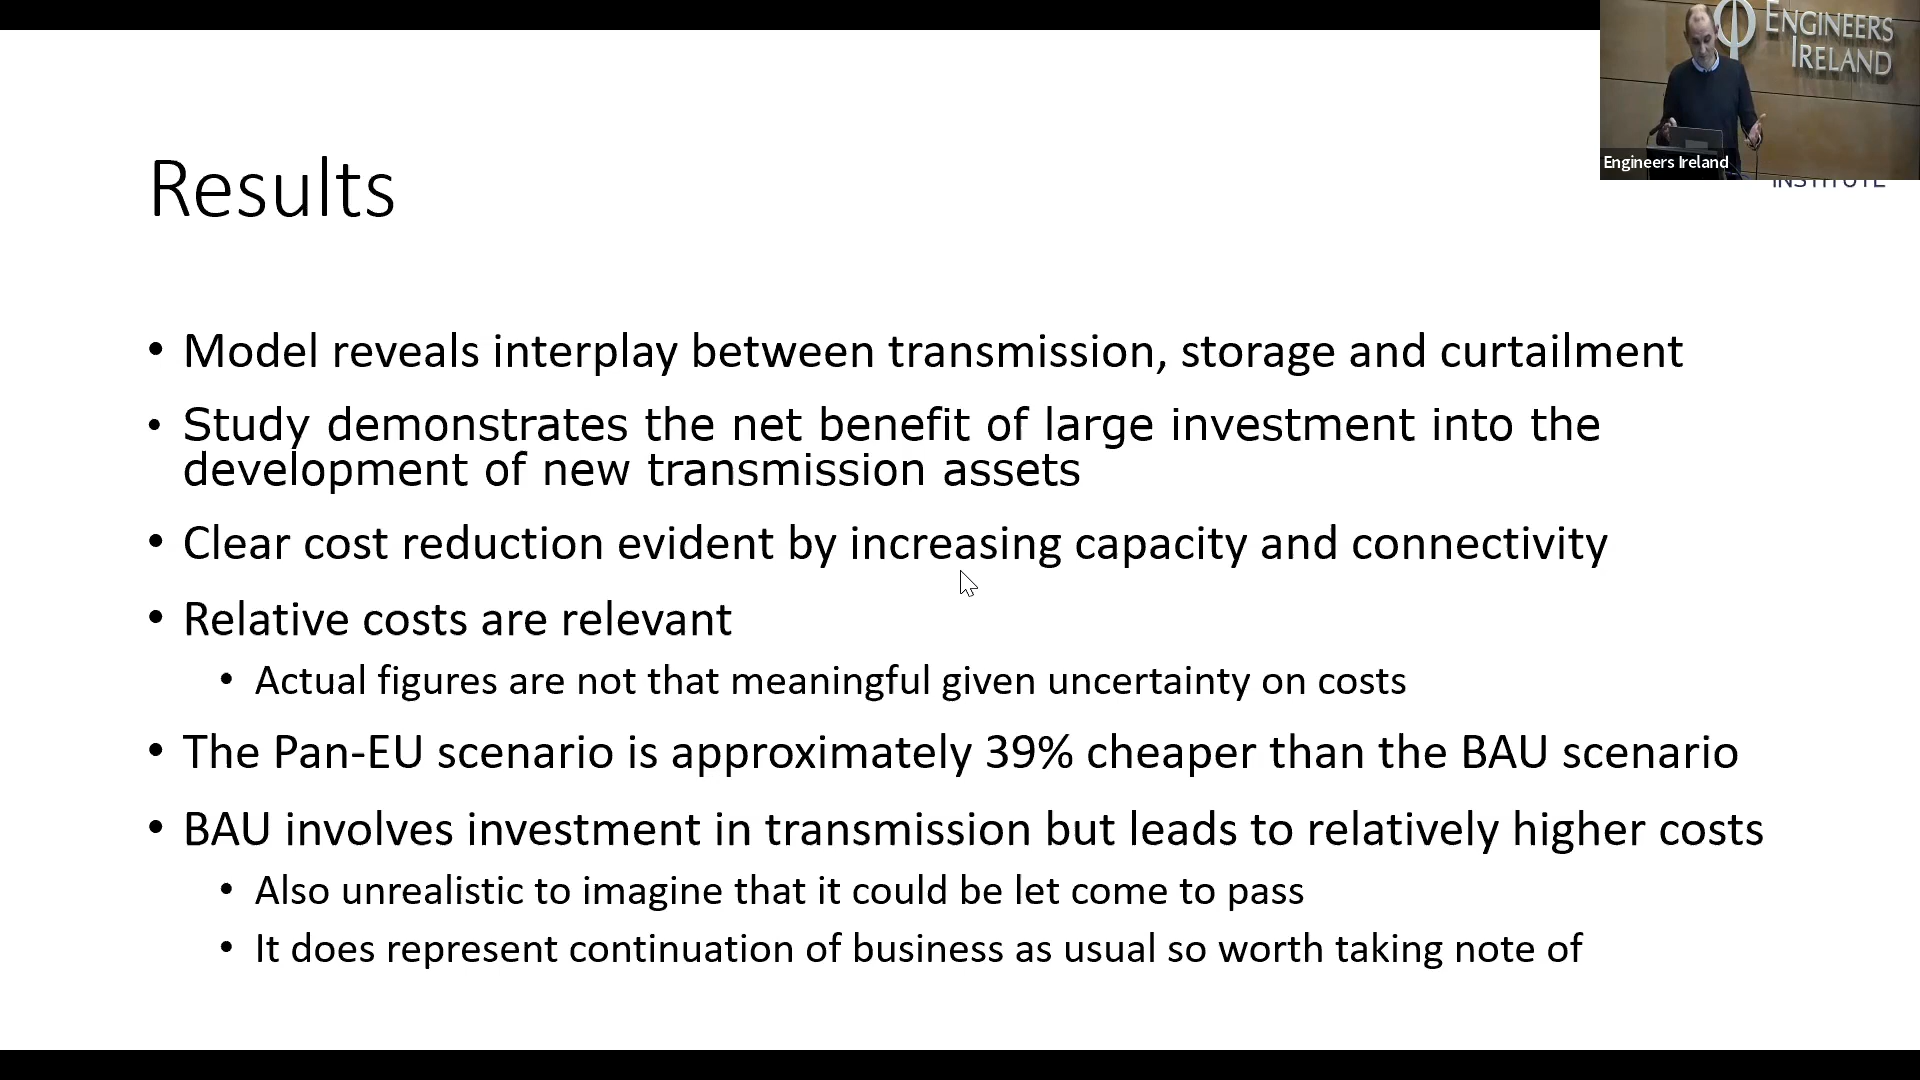 ENGINEERS
IRELAND
Engineers Ireland
INSTITUTE
Results
• Model reveals interplay between transmission, storage and curtailment
• Study demonstrates the net benefit of large investment into the
development of new transmission assets
• Clear cost reduction evident by increasing capacity and connectivity
• Relative costs are relevant
• Actual figures are not that meaningful given uncertainty on costs
• The Pan-EU scenario is approximately 39% cheaper than the BAU scenario
• BAU involves investment in transmission but leads to relatively higher costs
• Also unrealistic to imagine that it could be let come to pass
• It does represent continuation of business as usual so worth taking note of